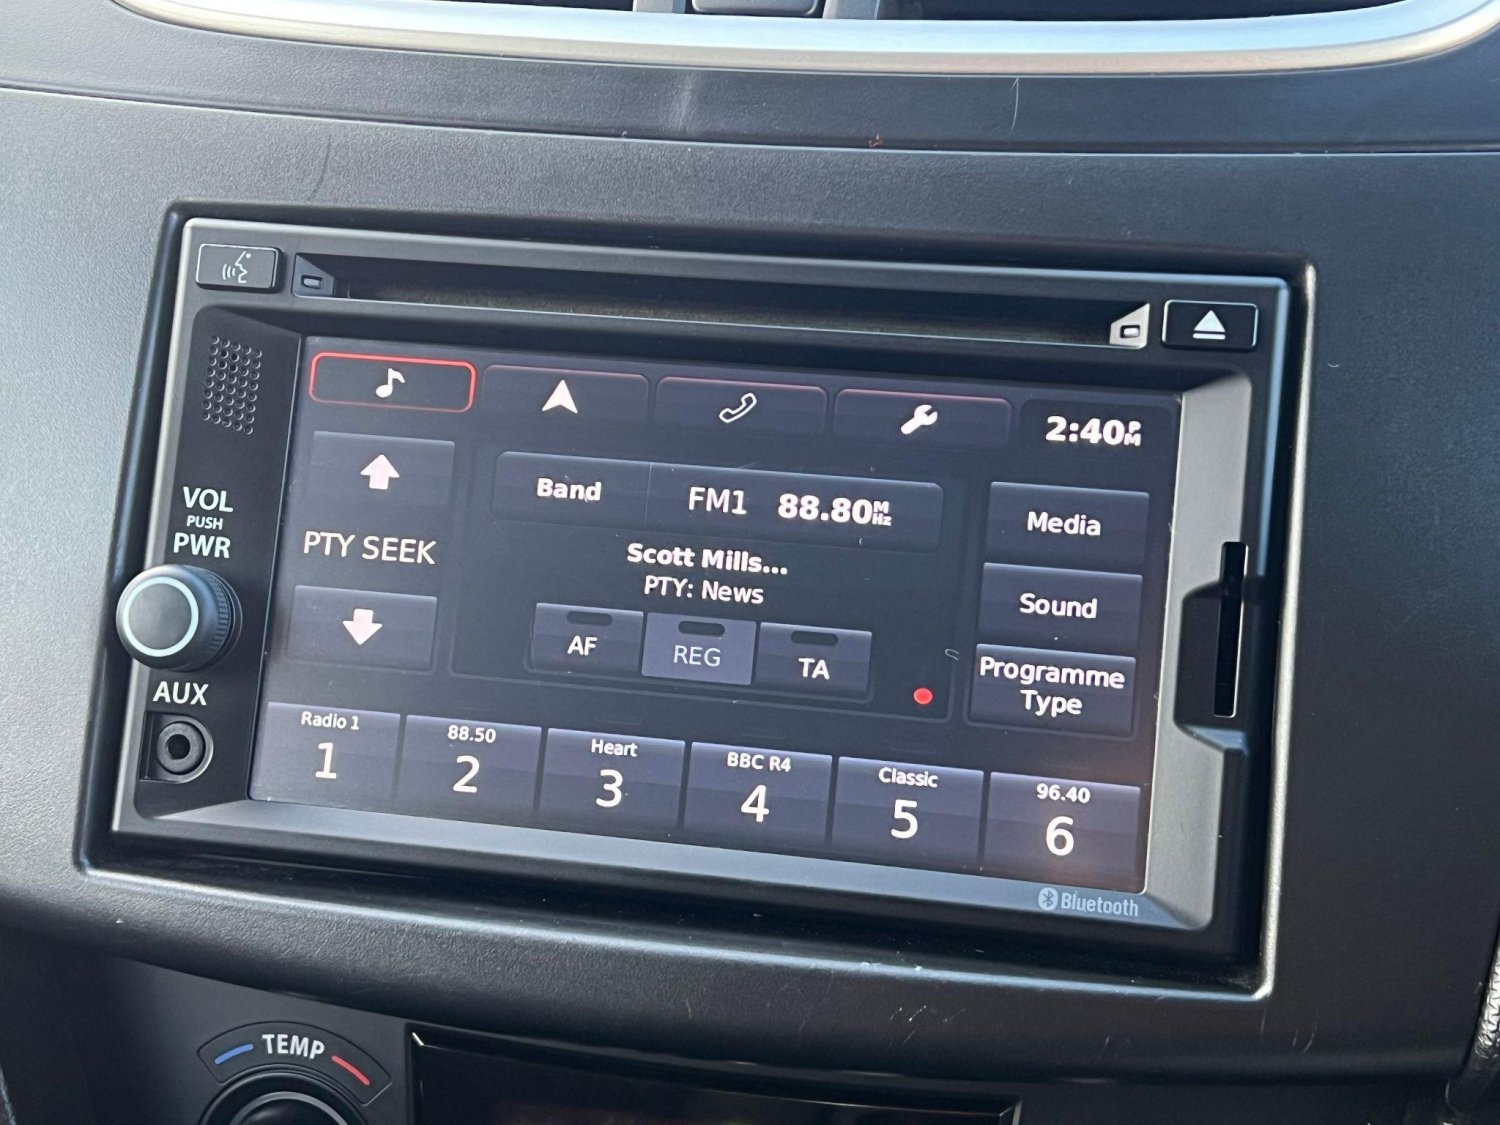 2:40PM
VOL
PUSH
PWR
Band FM1 88.80MHz
Media
PTY SEEK
Scott Mills...
PTY: News
Sound
AF REG TA
Programme
Type
AUX
Radio 1 88.50 Heart BBC R4 Classic 96.40
1 2 3 4 5 6
Bluetooth
TEMP